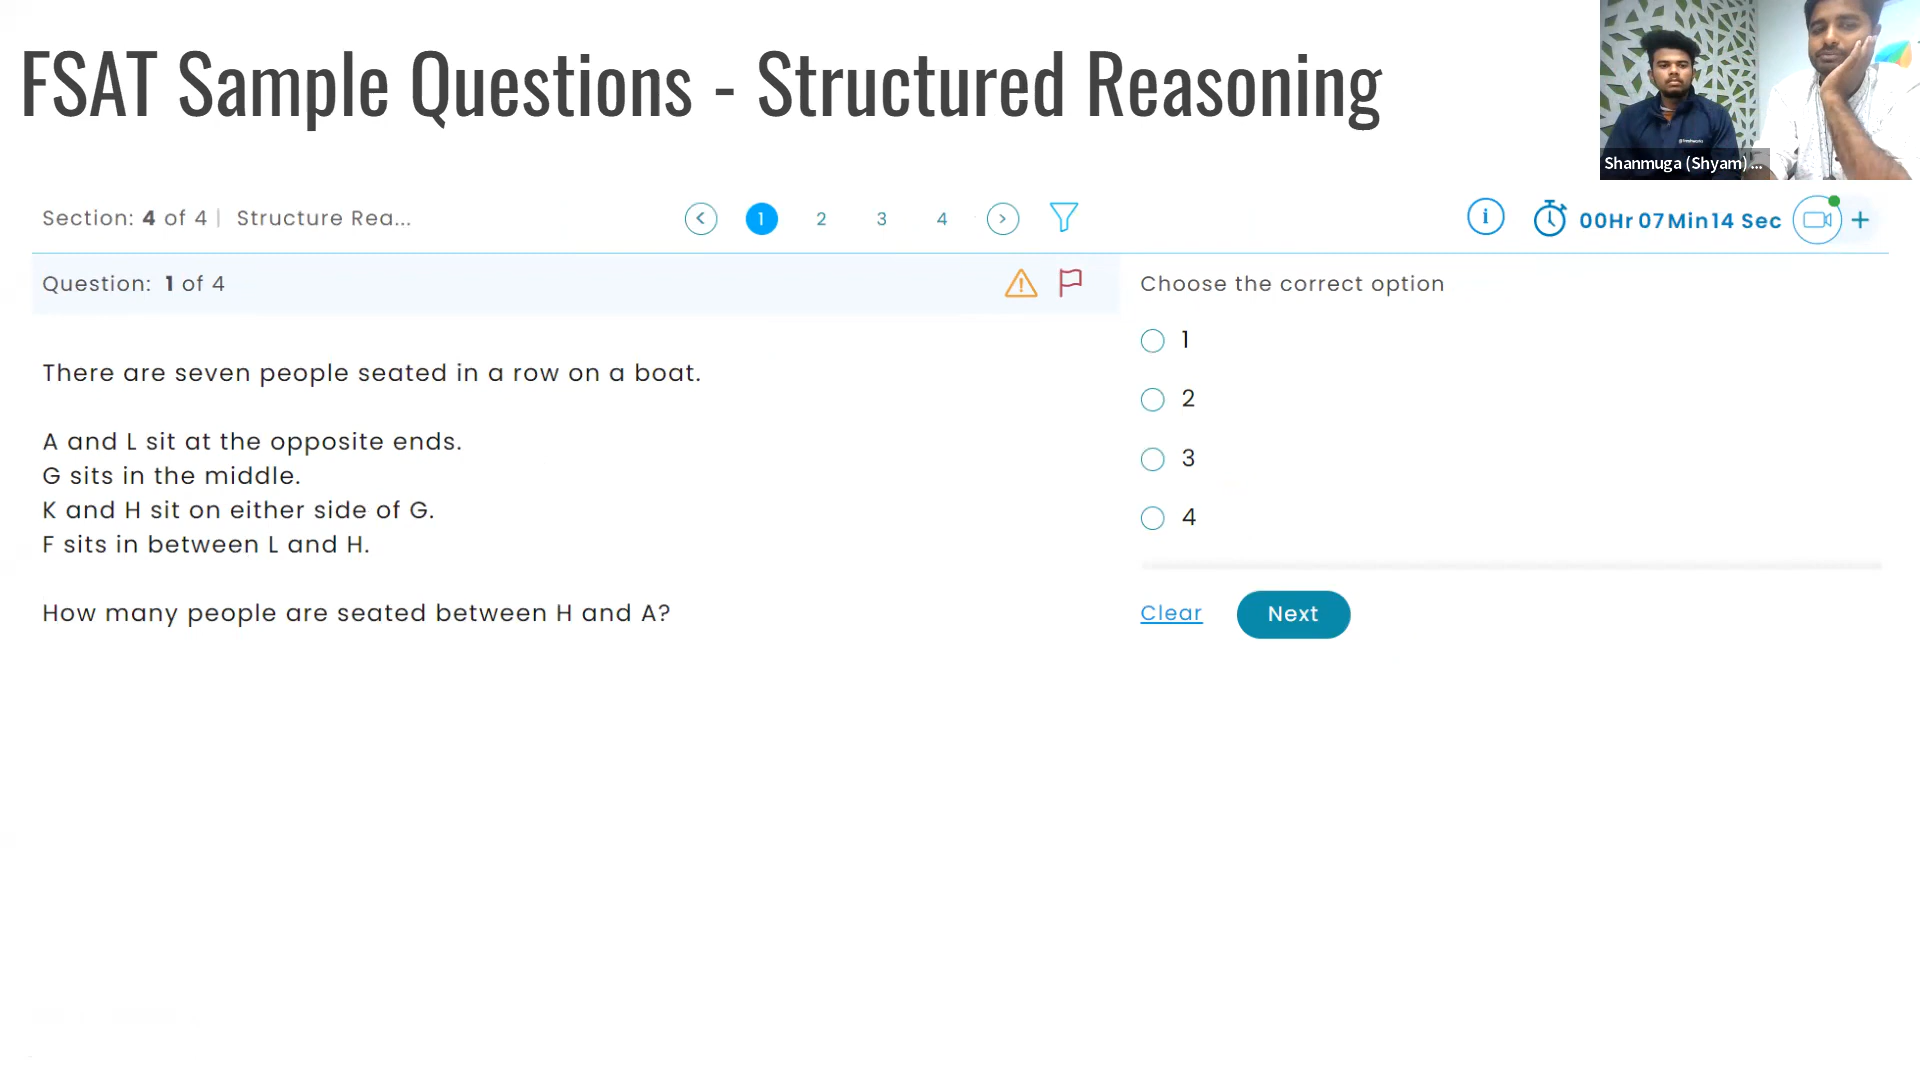 FSAT Sample Questions - Structured Reasoning
Shanmuga (Shyam) ...
Section: 4 of 4 | Structure Rea...
1 2 3 4
00Hr 07Min14 Sec
Question: 1 of 4
Choose the correct option
1
2
3
4
There are seven people seated in a row on a boat.
A and L sit at the opposite ends.
G sits in the middle.
K and H sit on either side of G.
F sits in between L and H.
How many people are seated between H and A?
Clear
Next